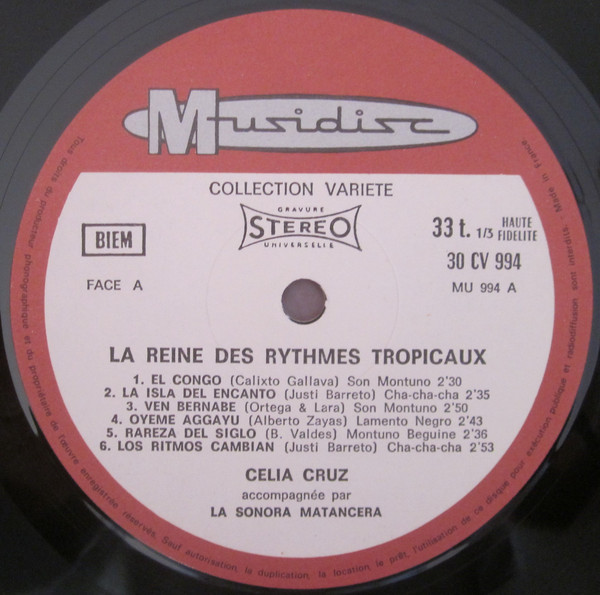 Musidisc
COLLECTION VARIETE
GRAVURE
STEREO
UNIVERSELLE
BIEM
33 t. 1/3 HAUTE FIDELITE
30 CV 994
FACE A
MU 994 A
LA REINE DES RYTHMES TROPICAUX
1. EL CONGO (Calixto Gallava) Son Montuno 2'30
2. LA ISLA DEL ENCANTO (Justi Barreto) Cha-cha-cha 2'35
3. VEN BERNABE (Ortega & Lara) Son Montuno 2'50
4. OYEME AGGAYU (Alberto Zayas) Lamento Negro 2'43
5. RAREZA DEL SIGLO (B. Valdes) Montuno Beguine 2'36
6. LOS RITMOS CAMBIAN (Justi Barreto) Cha-cha-cha 2'53
CELIA CRUZ
accompagnée par
LA SONORA MATANCERA
Tous droits du producteur phonographique et du propriétaire de l'œuvre enregistrée réservés. Sauf autorisation, la duplication, la location, le prêt, l'utilisation de ce disque pour exécution publique et radiodiffusion sont interdits. Made in France.